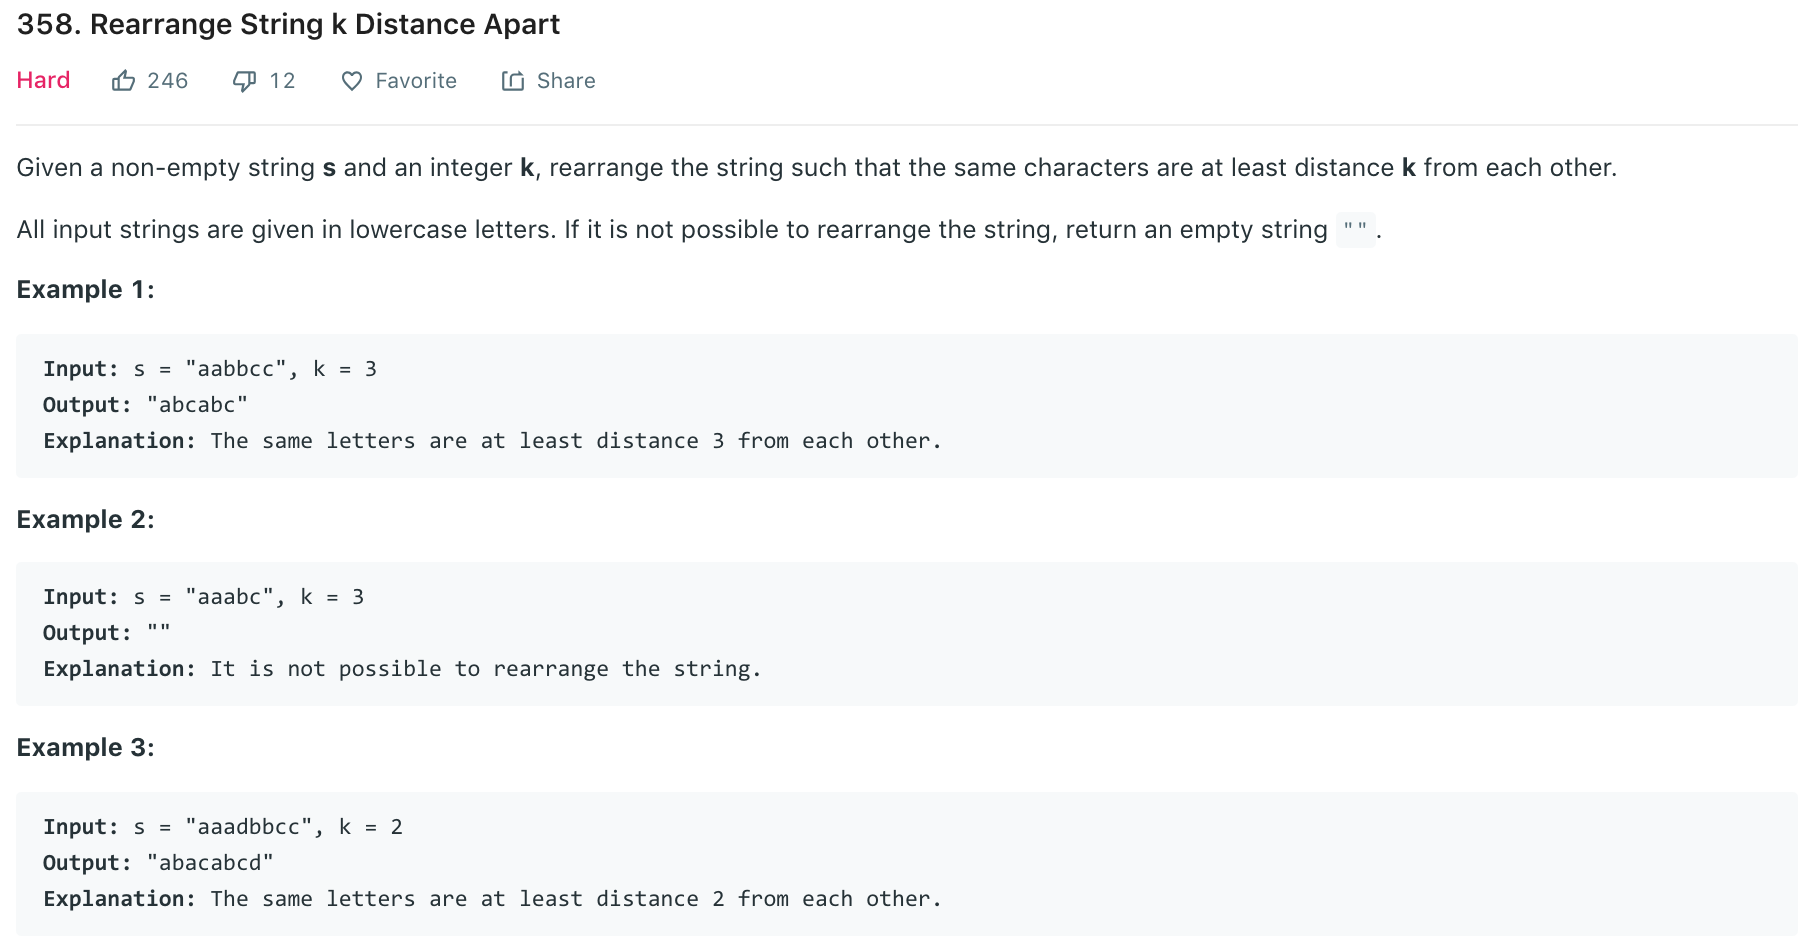 358. Rearrange String k Distance Apart
Hard 246 12 Favorite Share
Given a non-empty string s and an integer k, rearrange the string such that the same characters are at least distance k from each other.
All input strings are given in lowercase letters. If it is not possible to rearrange the string, return an empty string "".
Example 1:
Input: s = "aabbcc", k = 3
Output: "abcabc"
Explanation: The same letters are at least distance 3 from each other.
Example 2:
Input: s = "aaabc", k = 3
Output: ""
Explanation: It is not possible to rearrange the string.
Example 3:
Input: s = "aaadbbcc", k = 2
Output: "abacabcd"
Explanation: The same letters are at least distance 2 from each other.